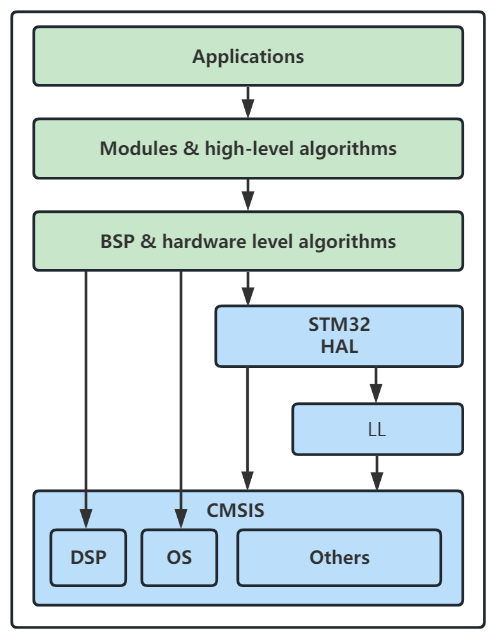 Applications
Modules & high-level algorithms
BSP & hardware level algorithms
STM32
HAL
LL
CMSIS
DSP
OS
Others